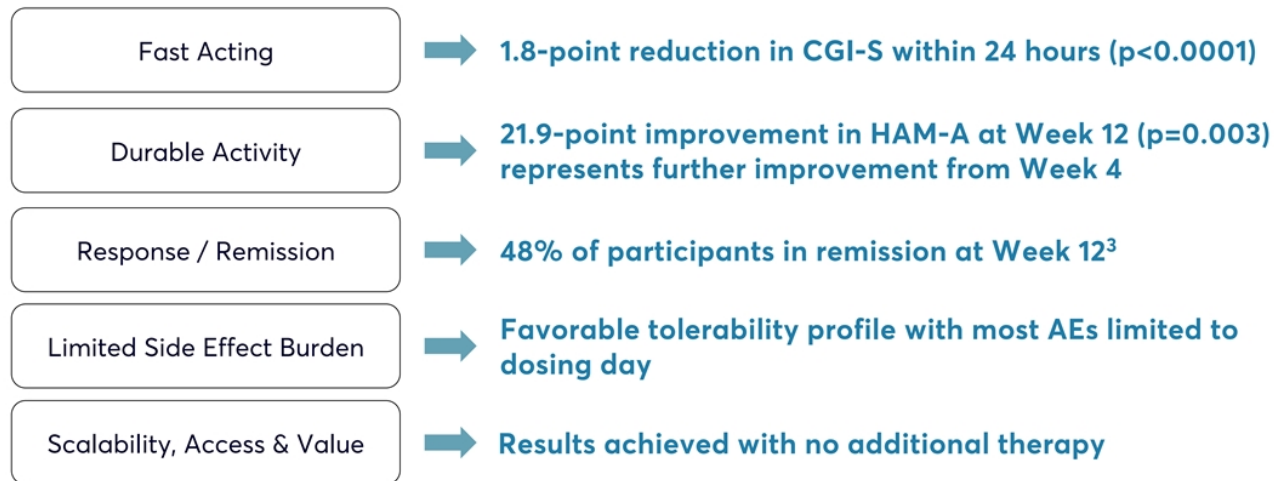 Fast Acting
1.8-point reduction in CGI-S within 24 hours (p<0.0001)
Durable Activity
21.9-point improvement in HAM-A at Week 12 (p=0.003)
represents further improvement from Week 4
Response / Remission
48% of participants in remission at Week 12³
Limited Side Effect Burden
Favorable tolerability profile with most AEs limited to
dosing day
Scalability, Access & Value
Results achieved with no additional therapy